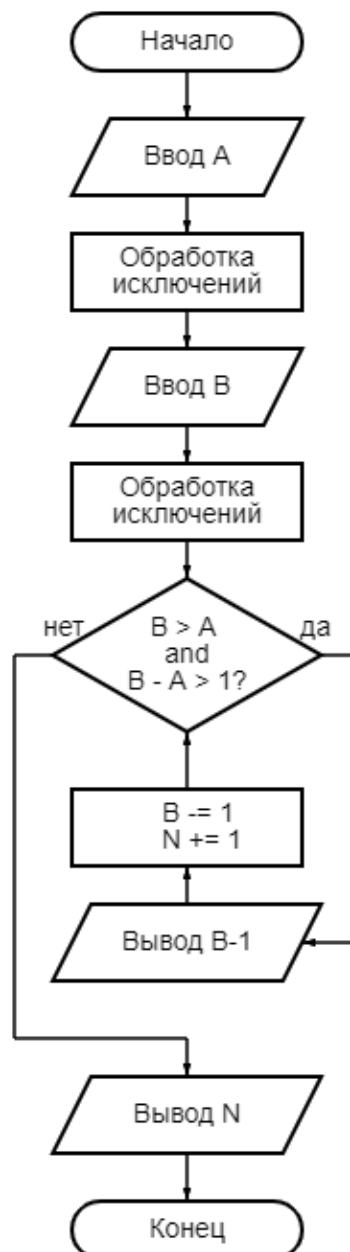 Начало
Ввод А
Обработка
исключений
Ввод В
Обработка
исключений
нет
B > A
and
B - A > 1?
да
B -= 1
N += 1
Вывод B-1
Вывод N
Конец